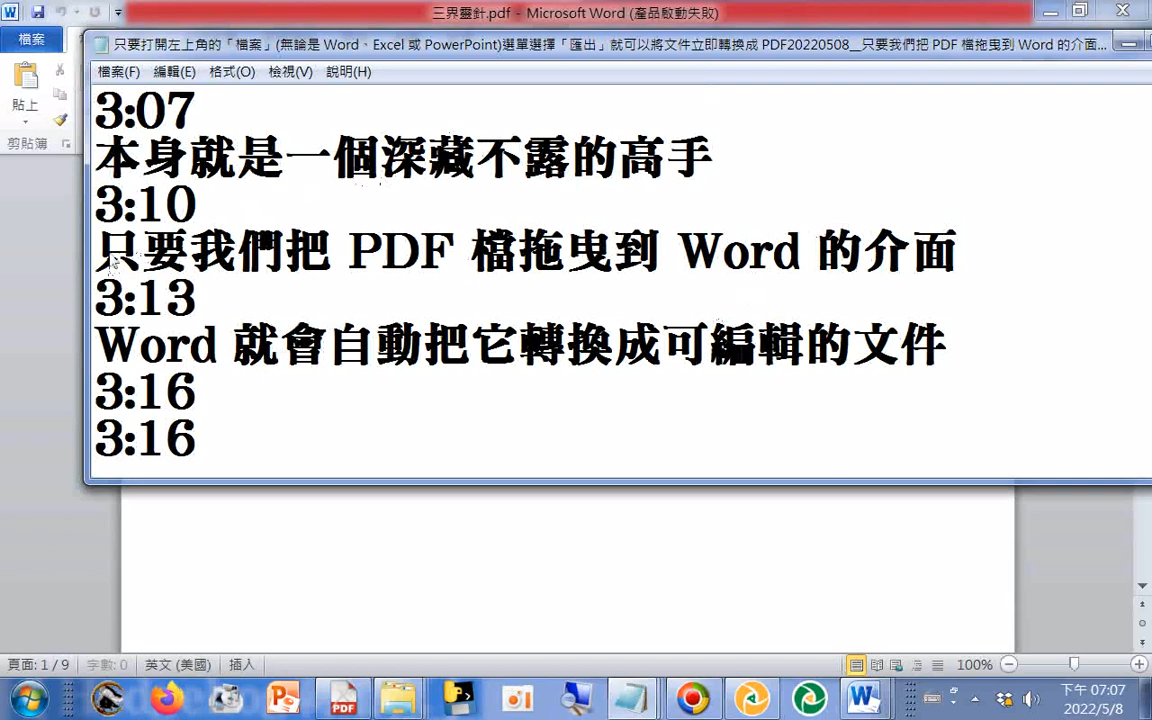 三界靈針.pdf - Microsoft Word (產品啟動失敗)
檔案
貼上
剪貼簿
只要打開左上角的「檔案」(無論是 Word、Excel 或 PowerPoint)選單選擇「匯出」就可以將文件立即轉換成 PDF20220508__只要我們把 PDF 檔拖曳到 Word 的介面...
檔案(F) 編輯(E) 格式(O) 檢視(V) 說明(H)
3:07
本身就是一個深藏不露的高手
3:10
只要我們把 PDF 檔拖曳到 Word 的介面
3:13
Word 就會自動把它轉換成可編輯的文件
3:16
3:16
頁面: 1 / 9 字數: 0 英文 (美國) 插入 100%
下午 07:07
2022/5/8